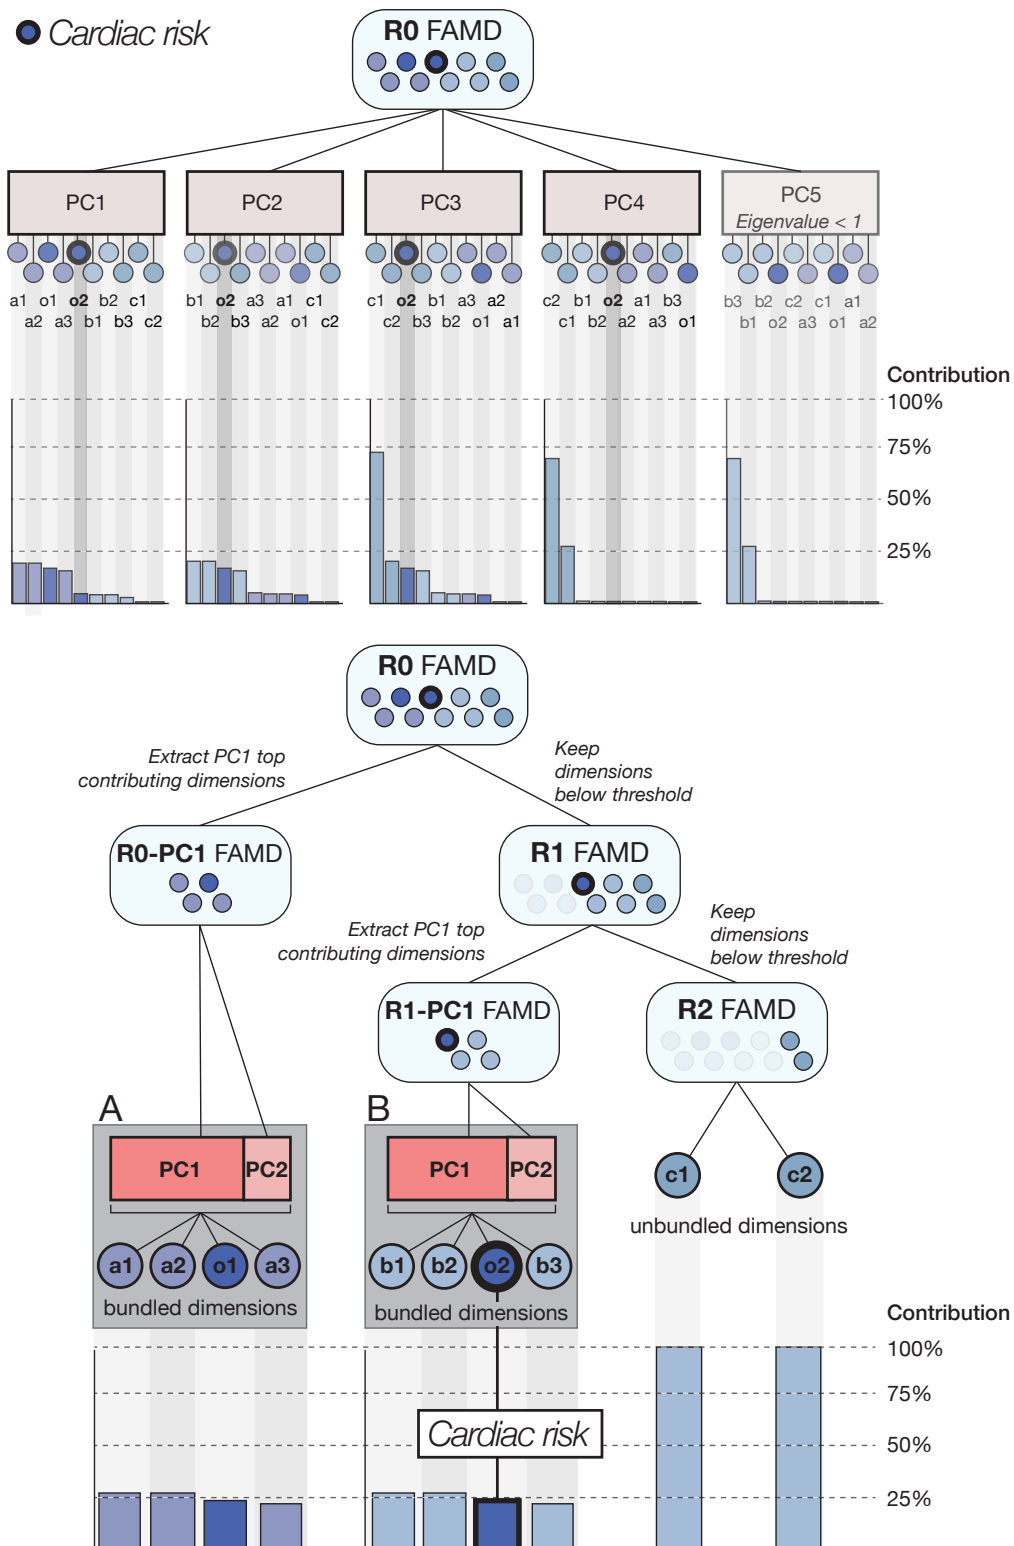 Cardiac risk
R0 FAMD
PC1
PC2
PC3
PC4
PC5
Eigenvalue < 1
a1 o1 o2 b2 c1
a2 a3 b1 b3 c2
b1 o2 a3 a1 c1
b2 b3 a2 o1 c2
c1 o2 b1 a3 a2
c2 b3 b2 o1 a1
c2 b1 o2 a1 b3
c1 b2 a2 a3 o1
b3 b2 c2 c1 a1
b1 o2 a3 o1 a2
Contribution
100%
75%
50%
25%
R0 FAMD
Extract PC1 top
contributing dimensions
Keep
dimensions
below threshold
R0-PC1 FAMD
R1 FAMD
Extract PC1 top
contributing dimensions
Keep
dimensions
below threshold
R1-PC1 FAMD
R2 FAMD
A
PC1 PC2
a1 a2 o1 a3
bundled dimensions
B
PC1 PC2
b1 b2 o2 b3
bundled dimensions
c1 c2
unbundled dimensions
Contribution
100%
75%
50%
25%
Cardiac risk